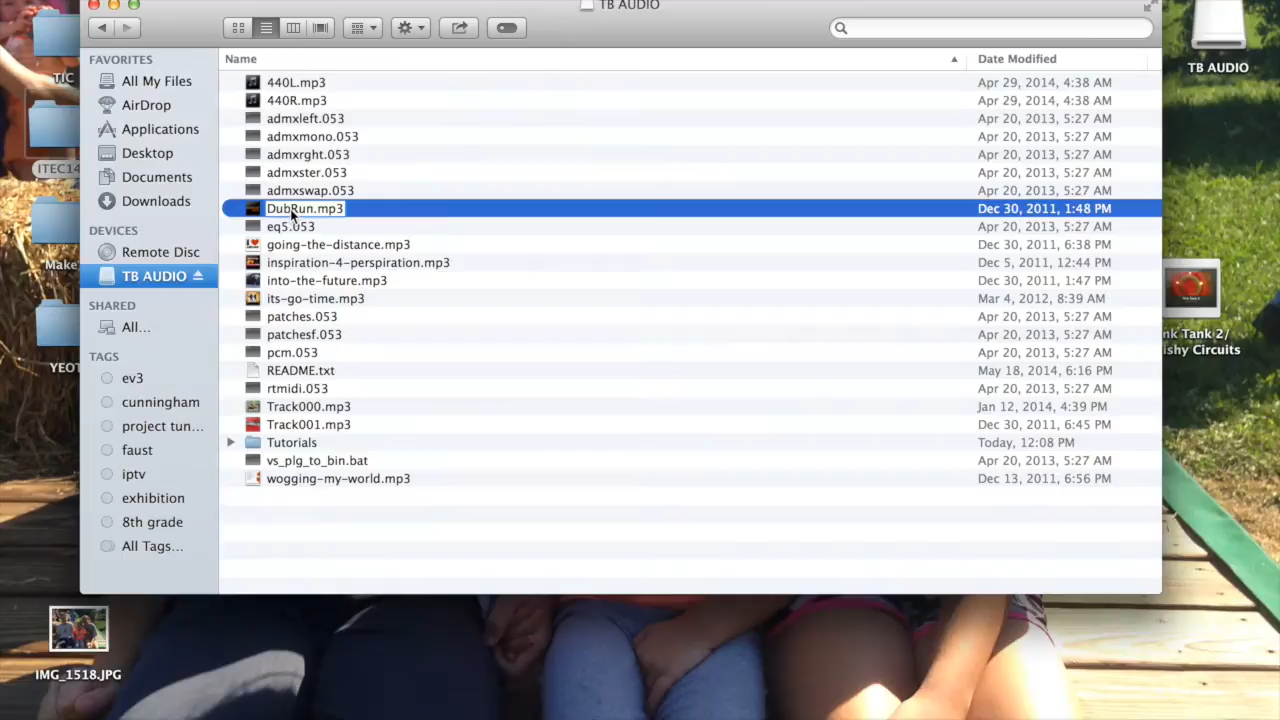 TB AUDIO
Name
Date Modified
FAVORITES
All My Files
AirDrop
Applications
Desktop
Documents
Downloads
DEVICES
Remote Disc
TB AUDIO
SHARED
All...
TAGS
ev3
cunningham
project tun...
faust
iptv
exhibition
8th grade
All Tags...
440L.mp3 Apr 29, 2014, 4:38 AM
440R.mp3 Apr 29, 2014, 4:38 AM
admxleft.053 Apr 20, 2013, 5:27 AM
admxmono.053 Apr 20, 2013, 5:27 AM
admxrght.053 Apr 20, 2013, 5:27 AM
admxster.053 Apr 20, 2013, 5:27 AM
admxswap.053 Apr 20, 2013, 5:27 AM
DubRun.mp3 Dec 30, 2011, 1:48 PM
eq5.053 Apr 20, 2013, 5:27 AM
going-the-distance.mp3 Dec 30, 2011, 6:38 PM
inspiration-4-perspiration.mp3 Dec 5, 2011, 12:44 PM
into-the-future.mp3 Dec 30, 2011, 1:47 PM
its-go-time.mp3 Mar 4, 2012, 8:39 AM
patches.053 Apr 20, 2013, 5:27 AM
patchesf.053 Apr 20, 2013, 5:27 AM
pcm.053 Apr 20, 2013, 5:27 AM
README.txt May 18, 2014, 6:16 PM
rtmidi.053 Apr 20, 2013, 5:27 AM
Track000.mp3 Jan 12, 2014, 4:39 PM
Track001.mp3 Dec 30, 2011, 6:45 PM
Tutorials Today, 12:08 PM
vs_plg_to_bin.bat Apr 20, 2013, 5:27 AM
wogging-my-world.mp3 Dec 13, 2011, 6:56 PM
TIC
ITEC14
Make
YEOT
IMG_1518.JPG
TB AUDIO
nk Tank 2/
ishy Circuits